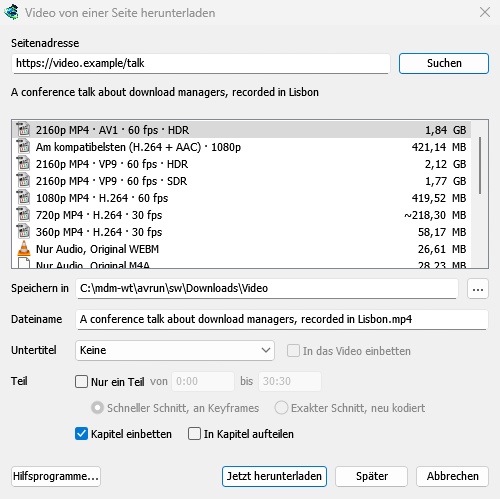 Video von einer Seite herunterladen
Seitenadresse
https://video.example/talk
Suchen
A conference talk about download managers, recorded in Lisbon
2160p MP4 · AV1 · 60 fps · HDR 1,84 GB
Am kompatibelsten (H.264 + AAC) · 1080p 421,14 MB
2160p MP4 · VP9 · 60 fps · HDR 2,12 GB
2160p MP4 · VP9 · 60 fps · SDR 1,77 GB
1080p MP4 · H.264 · 60 fps 419,52 MB
720p MP4 · H.264 · 30 fps ~218,30 MB
360p MP4 · H.264 · 30 fps 58,17 MB
Nur Audio, Original WEBM 26,61 MB
Nur Audio, Original M4A 28,23 MB
Speichern in C:\mdm-wt\avrun\sw\Downloads\Video ...
Dateiname A conference talk about download managers, recorded in Lisbon.mp4
Untertitel Keine In das Video einbetten
Teil Nur ein Teil von 0:00 bis 30:30
Schneller Schnitt, an Keyframes Exakter Schnitt, neu kodiert
Kapitel einbetten In Kapitel aufteilen
Hilfsprogramme... Jetzt herunterladen Später Abbrechen